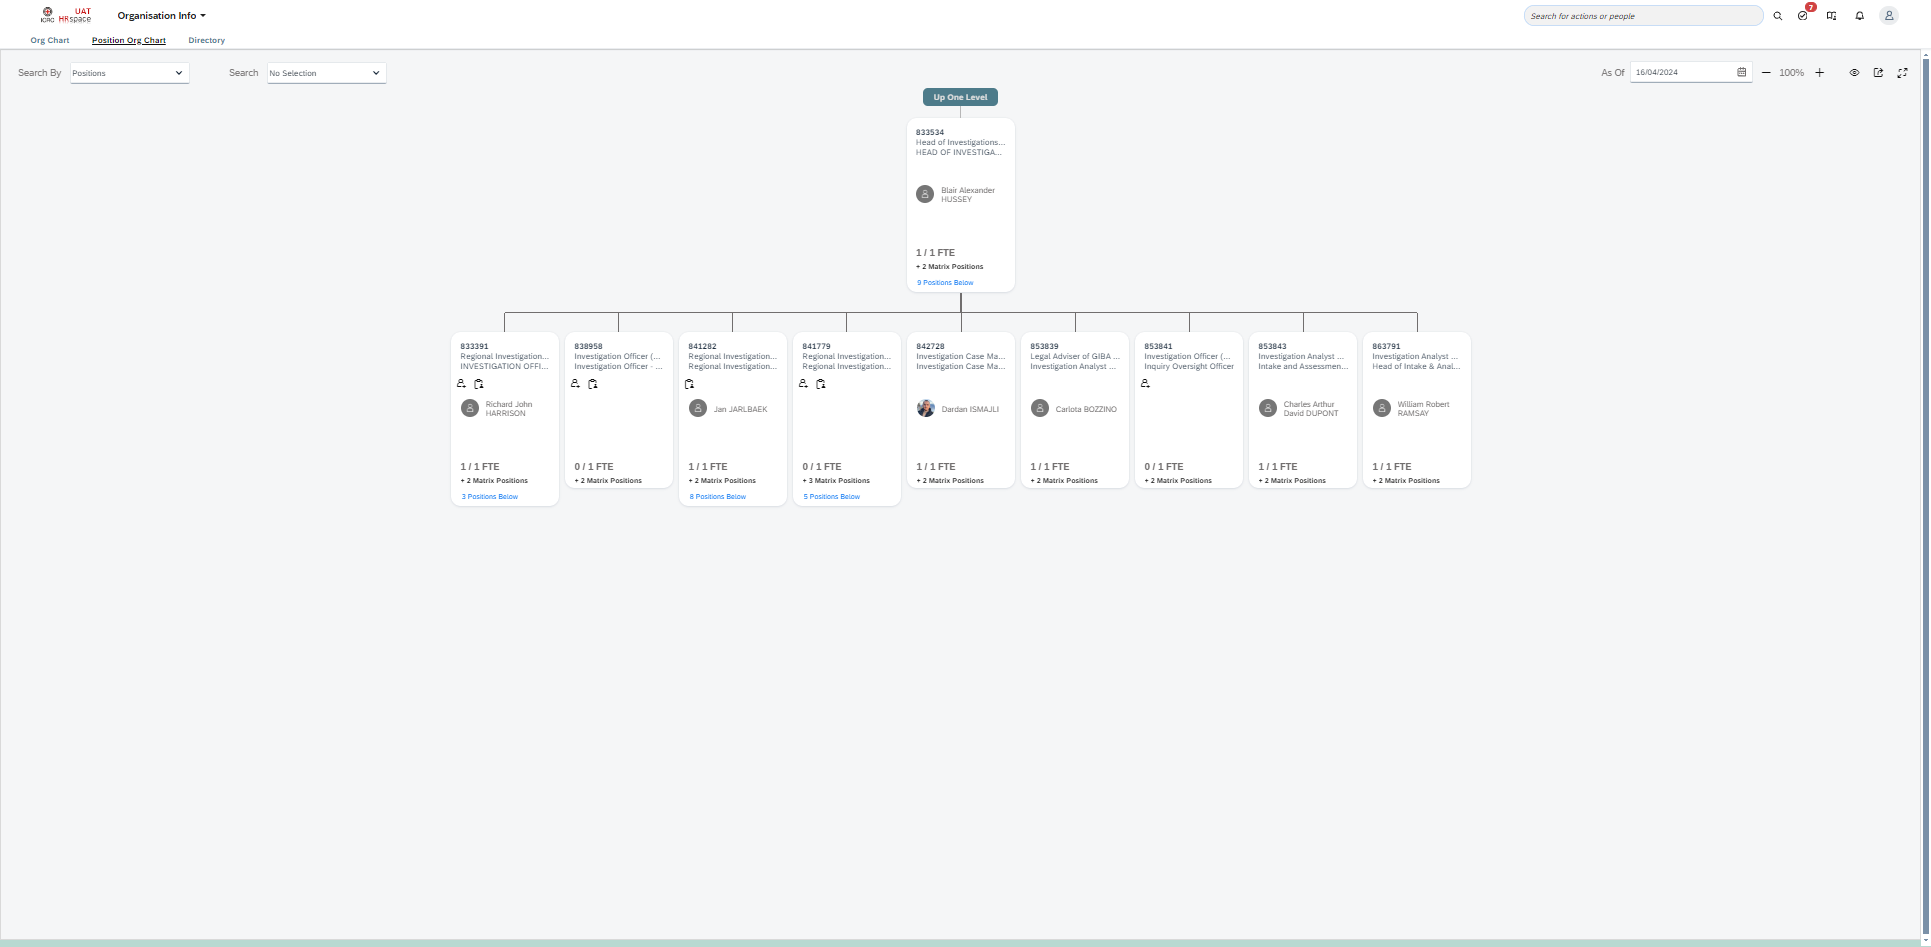 UAT
ICRC HRspace
Organisation Info
Search for actions or people
7
Org Chart
Position Org Chart
Directory
Search By
Positions
Search
No Selection
As Of
16/04/2024
100%
Up One Level
833534
Head of Investigations...
HEAD OF INVESTIGA...
Blair Alexander
HUSSEY
1 / 1 FTE
+ 2 Matrix Positions
9 Positions Below
833391
Regional Investigation...
INVESTIGATION OFFI...
Richard John
HARRISON
1 / 1 FTE
+ 2 Matrix Positions
3 Positions Below
838958
Investigation Officer (...
Investigation Officer - ...
0 / 1 FTE
+ 2 Matrix Positions
841282
Regional Investigation...
Regional Investigation...
Jan JARLBAEK
1 / 1 FTE
+ 2 Matrix Positions
8 Positions Below
841779
Regional Investigation...
Regional Investigation...
0 / 1 FTE
+ 3 Matrix Positions
5 Positions Below
842728
Investigation Case Ma...
Investigation Case Ma...
Dardan ISMAJLI
1 / 1 FTE
+ 2 Matrix Positions
853839
Legal Adviser of GIBA ...
Investigation Analyst ...
Carlota BOZZINO
1 / 1 FTE
+ 2 Matrix Positions
853841
Investigation Officer (...
Inquiry Oversight Officer
0 / 1 FTE
+ 2 Matrix Positions
853843
Investigation Analyst ...
Intake and Assessmen...
Charles Arthur
David DUPONT
1 / 1 FTE
+ 2 Matrix Positions
863791
Investigation Analyst ...
Head of Intake & Anal...
William Robert
RAMSAY
1 / 1 FTE
+ 2 Matrix Positions